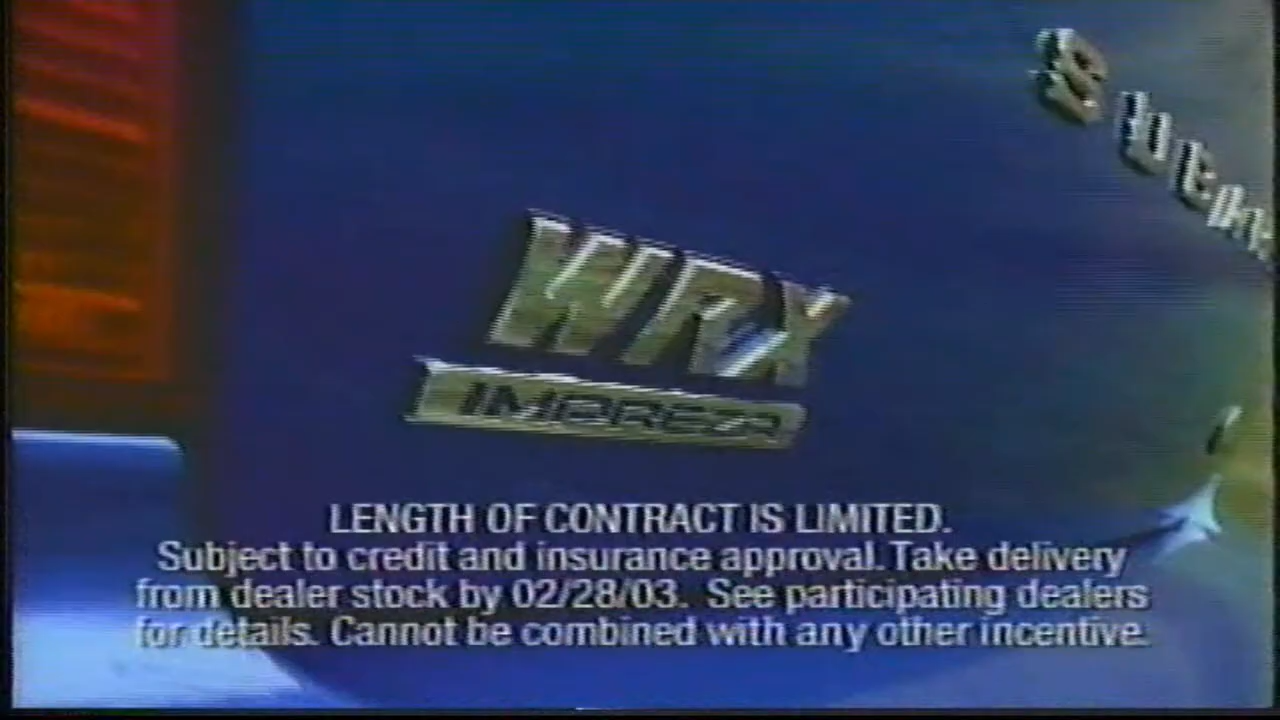 WRX
IMPREZA
LENGTH OF CONTRACT IS LIMITED.
Subject to credit and insurance approval. Take delivery
from dealer stock by 02/28/03. See participating dealers
for details. Cannot be combined with any other incentive.